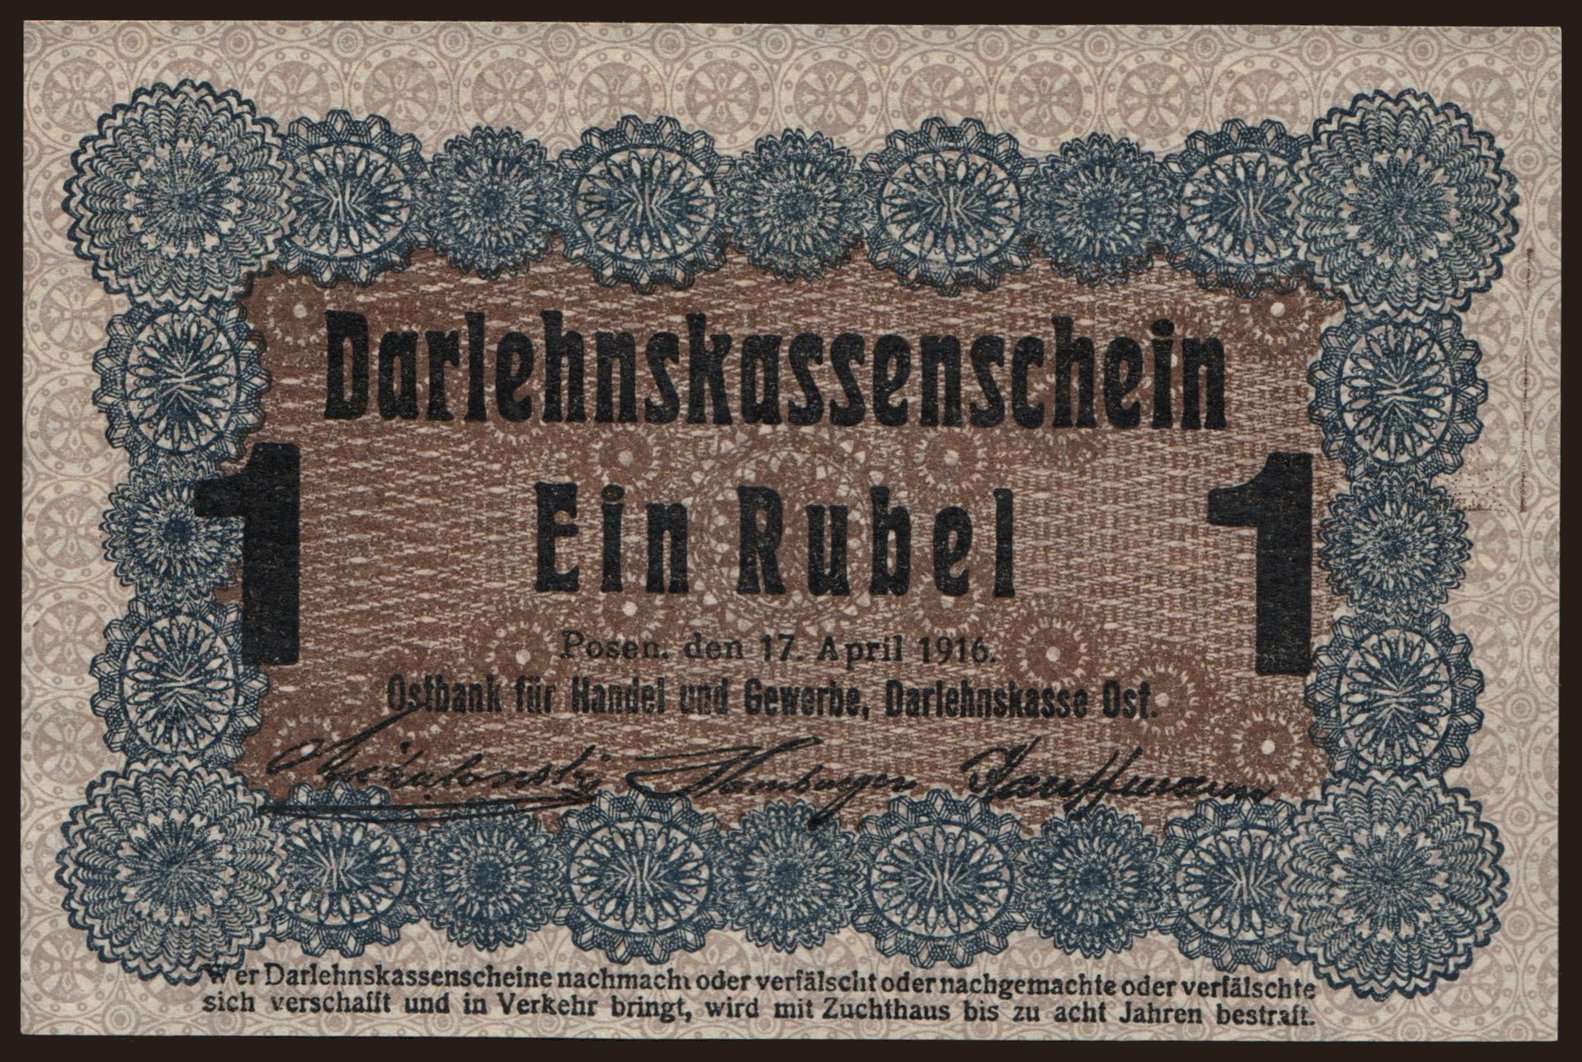 Darlehnskassenschein
1 Ein Rubel 1
Posen, den 17. April 1916.
Ostbank für Handel und Gewerbe, Darlehnskasse Ost.
Hamburger Kauffmann
Wer Darlehnskassenscheine nachmacht oder verfälscht oder nachgemachte oder verfälschte
sich verschafft und in Verkehr bringt, wird mit Zuchthaus bis zu acht Jahren bestraft.